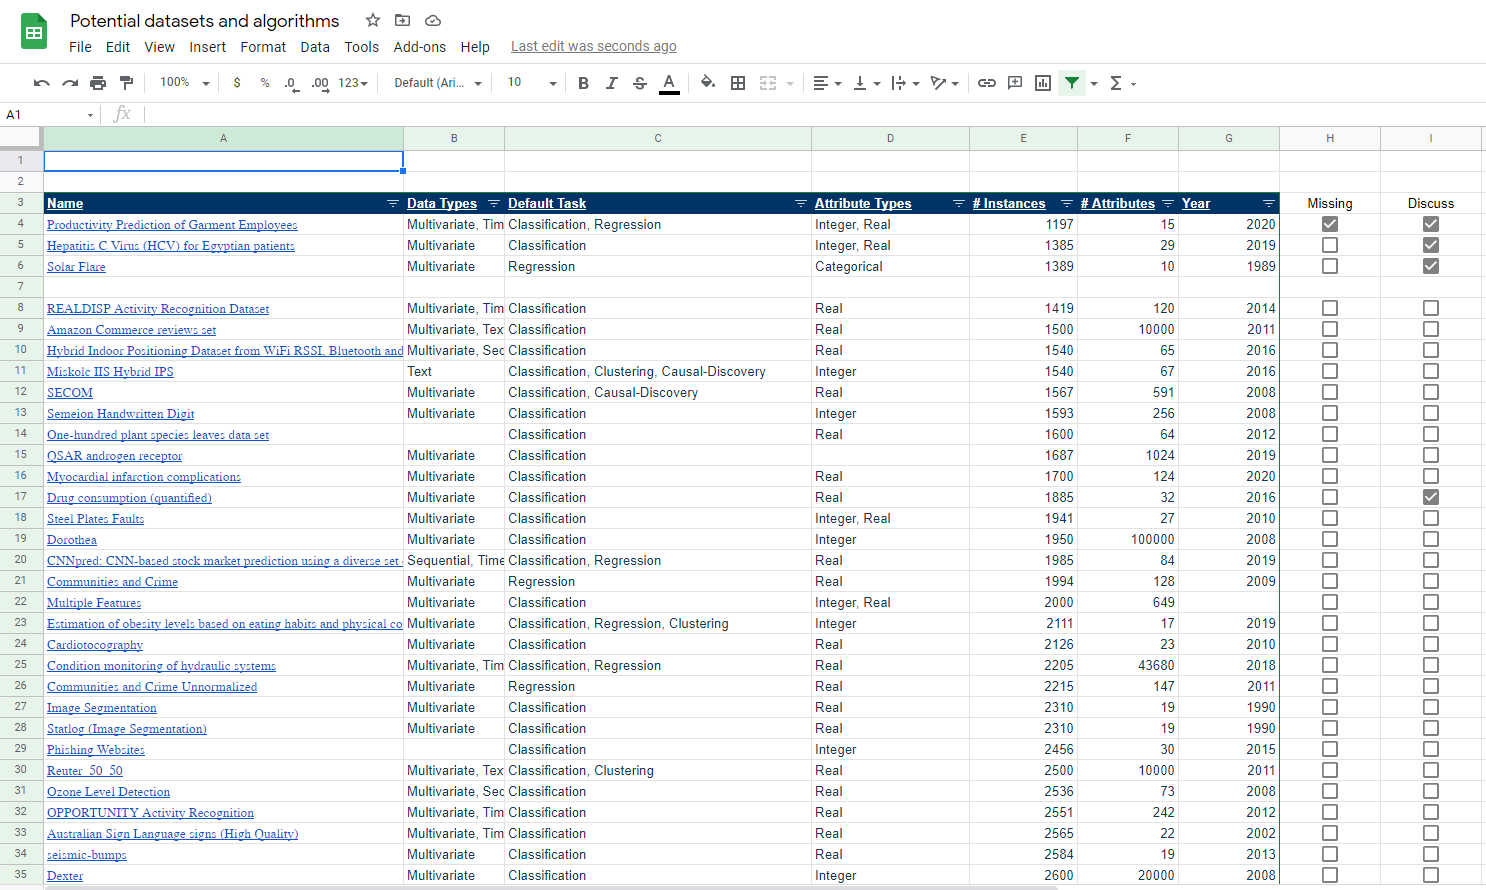 Potential datasets and algorithms
File Edit View Insert Format Data Tools Add-ons Help Last edit was seconds ago
100% $ % .0 .00 123 Default (Ari... 10 B I S A Σ
A1 fx
A B C D E F G H I
1
2
3 Name Data Types Default Task Attribute Types # Instances # Attributes Year Missing Discuss
4 Productivity Prediction of Garment Employees Multivariate, Tim Classification, Regression Integer, Real 1197 15 2020
5 Hepatitis C Virus (HCV) for Egyptian patients Multivariate Classification Integer, Real 1385 29 2019
6 Solar Flare Multivariate Regression Categorical 1389 10 1989
7
8 REALDISP Activity Recognition Dataset Multivariate, Tim Classification Real 1419 120 2014
9 Amazon Commerce reviews set Multivariate, Tex Classification Real 1500 10000 2011
10 Hybrid Indoor Positioning Dataset from WiFi RSSI, Bluetooth and Multivariate, Sec Classification Real 1540 65 2016
11 Miskolc IIS Hybrid IPS Text Classification, Clustering, Causal-Discovery Integer 1540 67 2016
12 SECOM Multivariate Classification, Causal-Discovery Real 1567 591 2008
13 Semeion Handwritten Digit Multivariate Classification Integer 1593 256 2008
14 One-hundred plant species leaves data set Classification Real 1600 64 2012
15 QSAR androgen receptor Multivariate Classification 1687 1024 2019
16 Myocardial infarction complications Multivariate Classification Real 1700 124 2020
17 Drug consumption (quantified) Multivariate Classification Real 1885 32 2016
18 Steel Plates Faults Multivariate Classification Integer, Real 1941 27 2010
19 Dorothea Multivariate Classification Integer 1950 100000 2008
20 CNNpred: CNN-based stock market prediction using a diverse set Sequential, Time Classification, Regression Real 1985 84 2019
21 Communities and Crime Multivariate Regression Real 1994 128 2009
22 Multiple Features Multivariate Classification Integer, Real 2000 649
23 Estimation of obesity levels based on eating habits and physical co Multivariate Classification, Regression, Clustering Integer 2111 17 2019
24 Cardiotocography Multivariate Classification Real 2126 23 2010
25 Condition monitoring of hydraulic systems Multivariate, Tim Classification, Regression Real 2205 43680 2018
26 Communities and Crime Unnormalized Multivariate Regression Real 2215 147 2011
27 Image Segmentation Multivariate Classification Real 2310 19 1990
28 Statlog (Image Segmentation) Multivariate Classification Real 2310 19 1990
29 Phishing Websites Classification Integer 2456 30 2015
30 Reuter_50_50 Multivariate, Tex Classification, Clustering Real 2500 10000 2011
31 Ozone Level Detection Multivariate, Sec Classification Real 2536 73 2008
32 OPPORTUNITY Activity Recognition Multivariate, Tim Classification Real 2551 242 2012
33 Australian Sign Language signs (High Quality) Multivariate, Tim Classification Real 2565 22 2002
34 seismic-bumps Multivariate Classification Real 2584 19 2013
35 Dexter Multivariate Classification Integer 2600 20000 2008